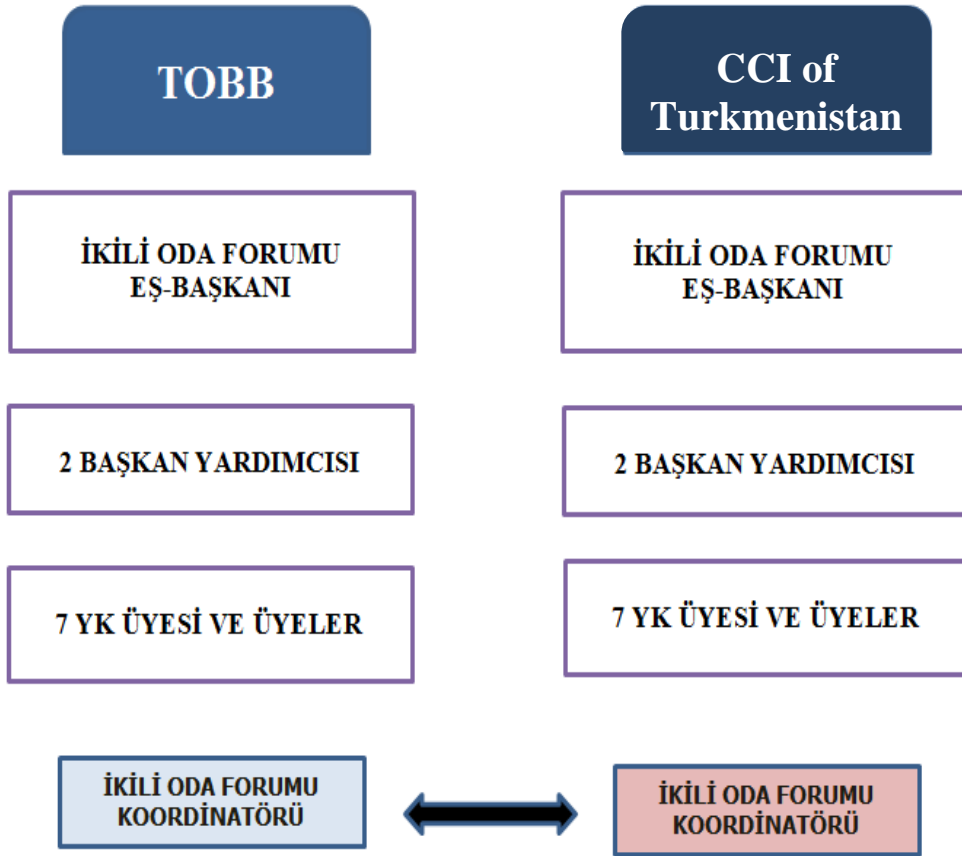 TOBB
CCI of
Turkmenistan
İKİLİ ODA FORUMU
EŞ-BAŞKANI
İKİLİ ODA FORUMU
EŞ-BAŞKANI
2 BAŞKAN YARDIMCISI
2 BAŞKAN YARDIMCISI
7 YK ÜYESİ VE ÜYELER
7 YK ÜYESİ VE ÜYELER
İKİLİ ODA FORUMU
KOORDİNATÖRÜ
İKİLİ ODA FORUMU
KOORDİNATÖRÜ